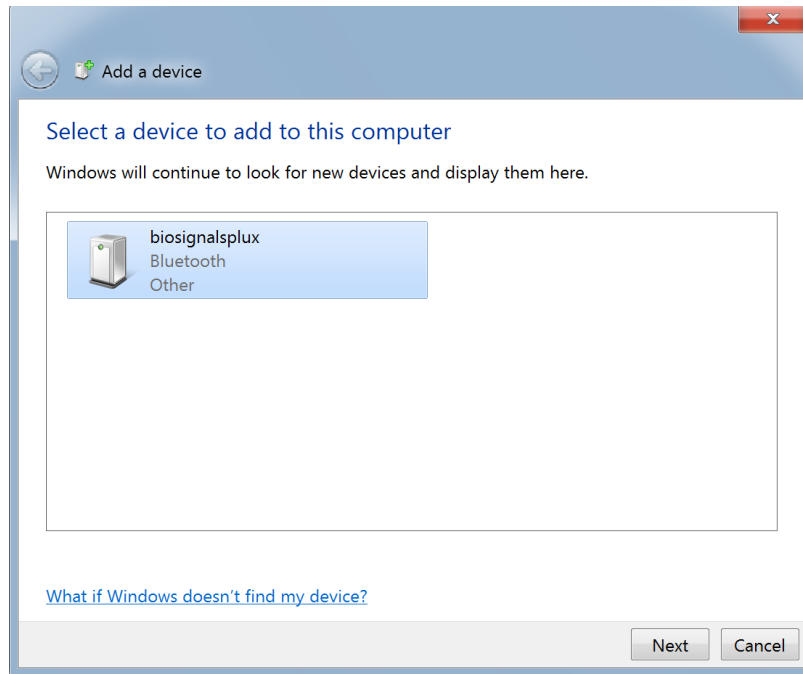 Add a device
Select a device to add to this computer
Windows will continue to look for new devices and display them here.
biosignalsplux
Bluetooth
Other
What if Windows doesn't find my device?
Next
Cancel